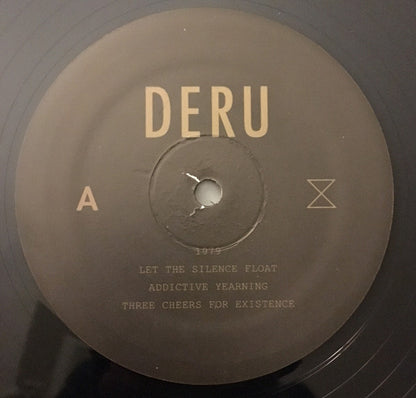 DERU
A
1979
LET THE SILENCE FLOAT
ADDICTIVE YEARNING
THREE CHEERS FOR EXISTENCE